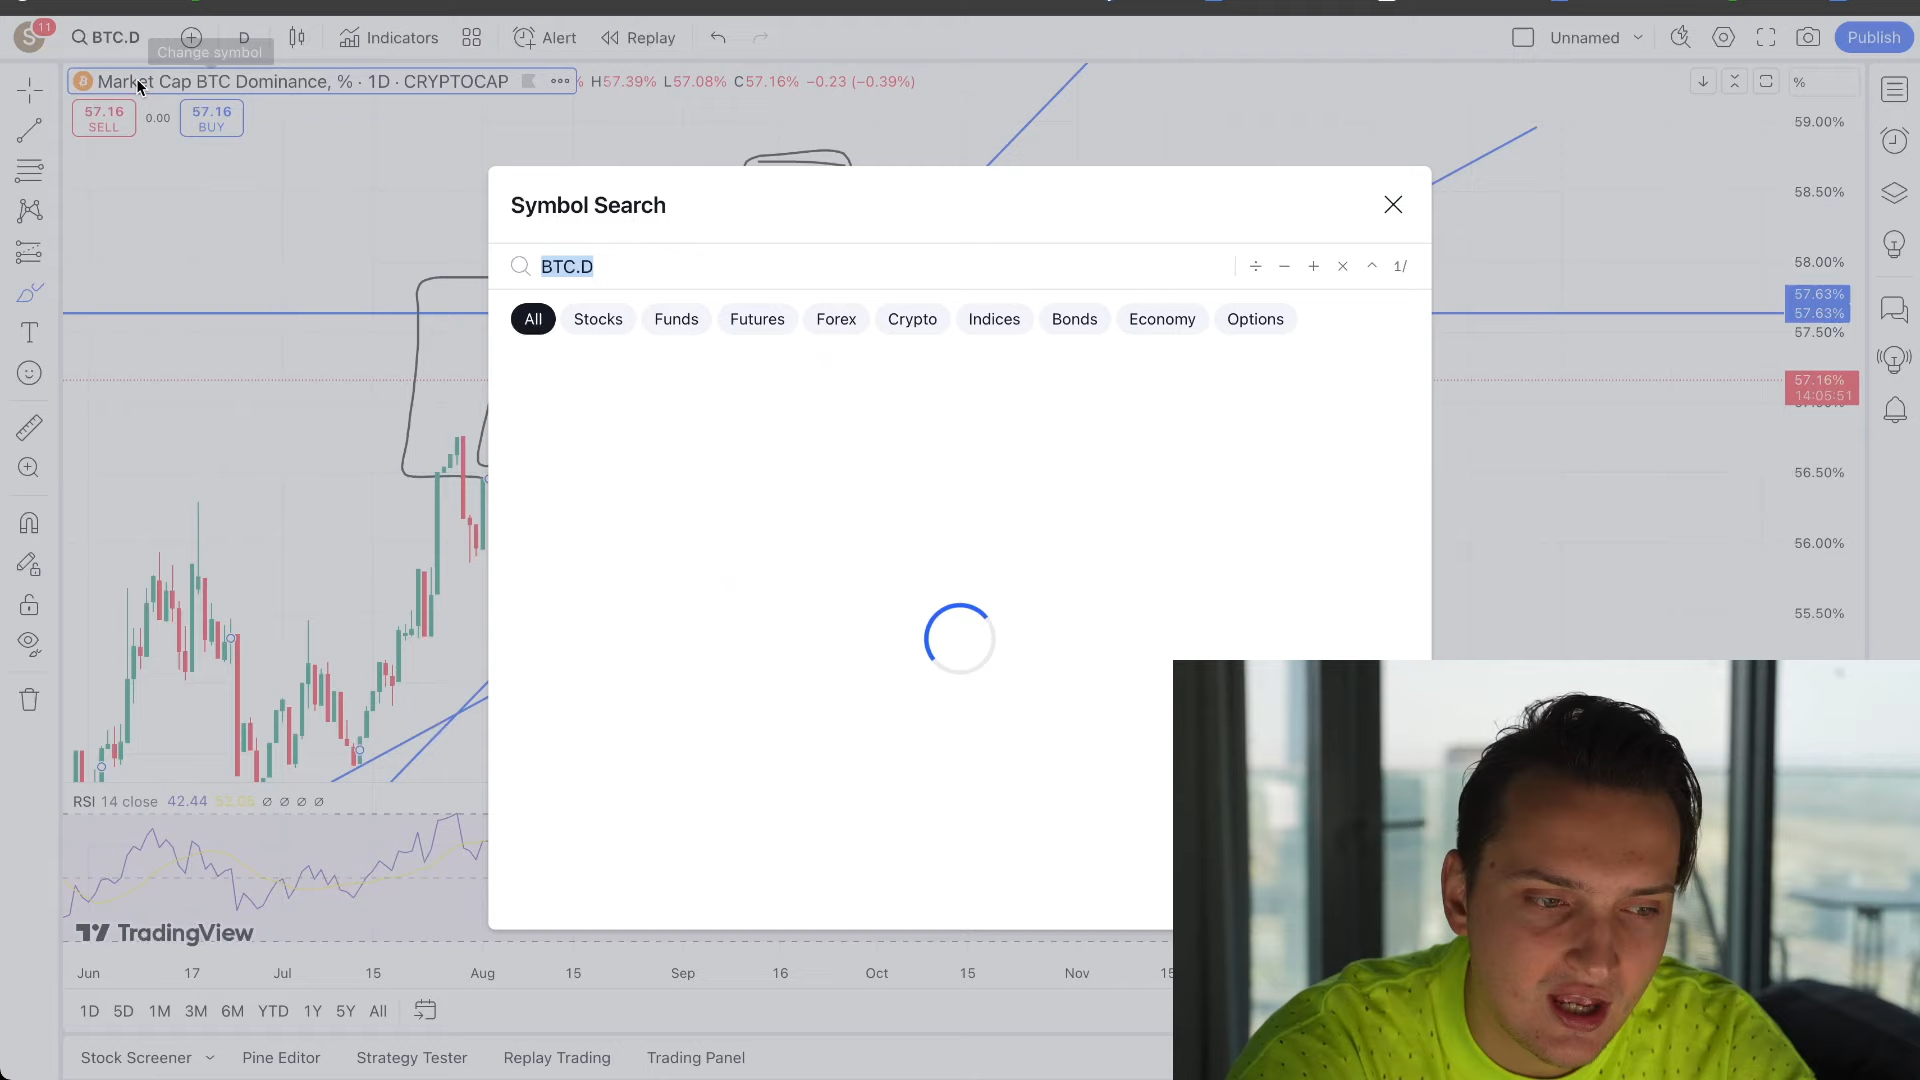 S 11 BTC.D D Indicators Alert Replay Unnamed Publish
Change symbol
Market Cap BTC Dominance, % · 1D · CRYPTOCAP H57.39% L57.08% C57.16% −0.23 (−0.39%) %
57.16 SELL 0.00 57.16 BUY
59.00%
58.50%
58.00%
57.63%
57.63%
57.50%
57.16%
14:05:51
56.50%
56.00%
55.50%
Symbol Search
BTC.D ÷ − + × ^ 1/
All Stocks Funds Futures Forex Crypto Indices Bonds Economy Options
RSI 14 close 42.44 ∅ ∅ ∅ ∅
TradingView
Jun 17 Jul 15 Aug 15 Sep 16 Oct 15 Nov
1D 5D 1M 3M 6M YTD 1Y 5Y All
Stock Screener Pine Editor Strategy Tester Replay Trading Trading Panel